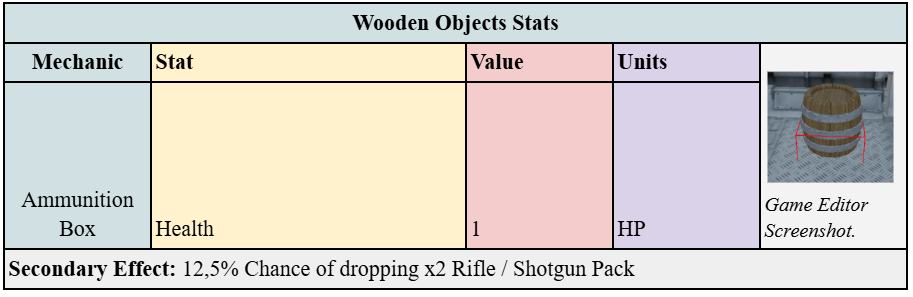 Wooden Objects Stats
Mechanic Stat Value Units
Ammunition
Box Health 1 HP
Game Editor
Screenshot.
Secondary Effect: 12,5% Chance of dropping x2 Rifle / Shotgun Pack